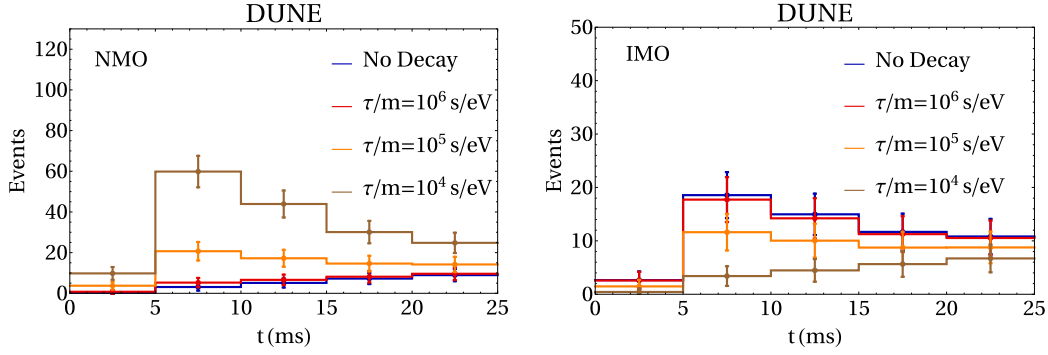 DUNE
NMO
No Decay
τ/m=10⁶ s/eV
τ/m=10⁵ s/eV
τ/m=10⁴ s/eV
Events
120
100
80
60
40
20
0
0 5 10 15 20 25
t (ms)
DUNE
IMO
No Decay
τ/m=10⁶ s/eV
τ/m=10⁵ s/eV
τ/m=10⁴ s/eV
Events
50
40
30
20
10
0
0 5 10 15 20 25
t (ms)